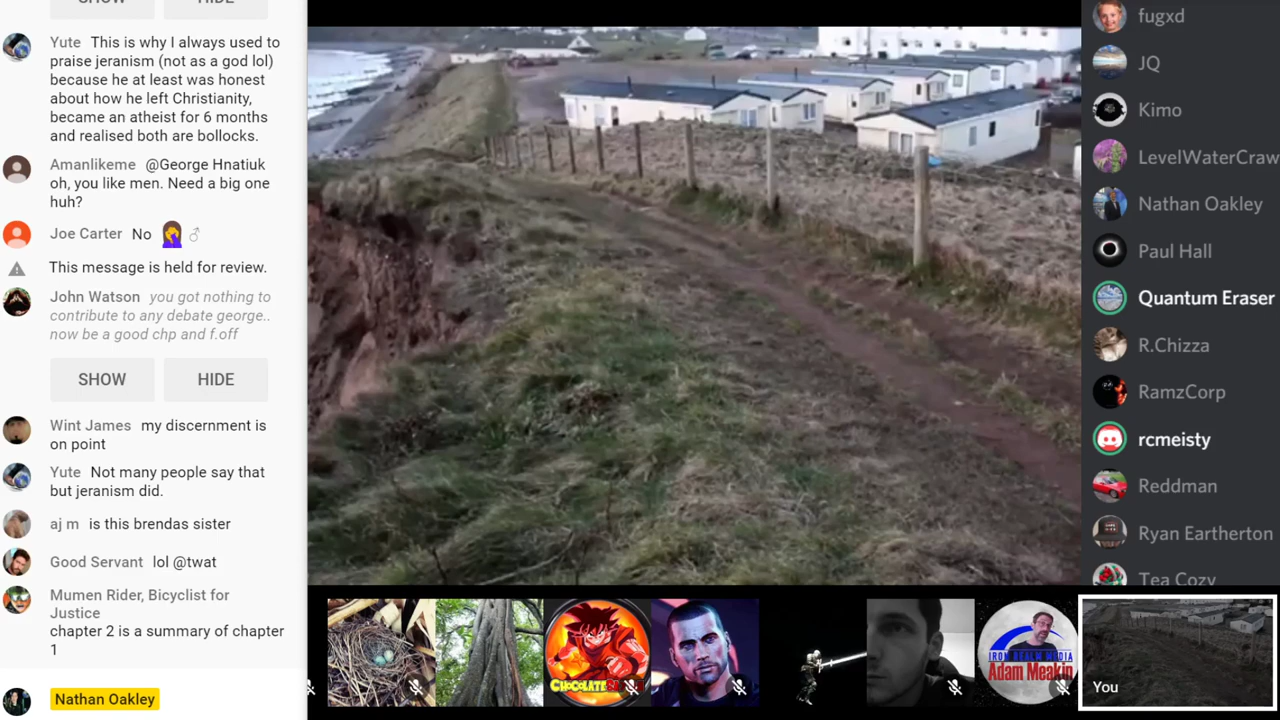 SHOW
HIDE
Yute This is why I always used to
praise jeranism (not as a god lol)
because he at least was honest
about how he left Christianity,
became an atheist for 6 months
and realised both are bollocks.
Amanlikeme @George Hnatiuk
oh, you like men. Need a big one
huh?
Joe Carter No
This message is held for review.
John Watson you got nothing to
contribute to any debate george..
now be a good chp and f.off
SHOW
HIDE
Wint James my discernment is
on point
Yute Not many people say that
but jeranism did.
aj m is this brendas sister
Good Servant lol @twat
Mumen Rider, Bicyclist for
Justice
chapter 2 is a summary of chapter
1
Nathan Oakley
fugxd
JQ
Kimo
LevelWaterCraw
Nathan Oakley
Paul Hall
Quantum Eraser
R.Chizza
RamzCorp
rcmeisty
Reddman
Ryan Eartherton
Tea Cozy
IRON REALM MEDIA
Adam Meakin
You